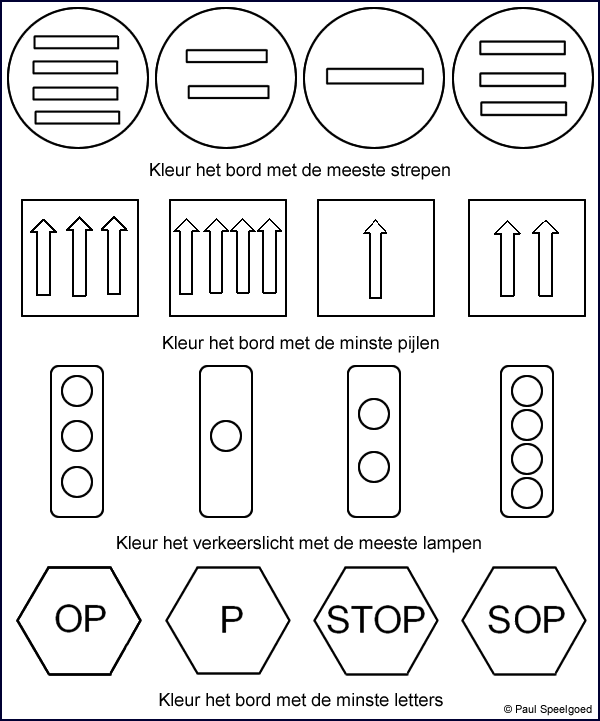 Kleur het bord met de meeste strepen
Kleur het bord met de minste pijlen
Kleur het verkeerslicht met de meeste lampen
OP P STOP SOP
Kleur het bord met de minste letters
© Paul Speelgoed